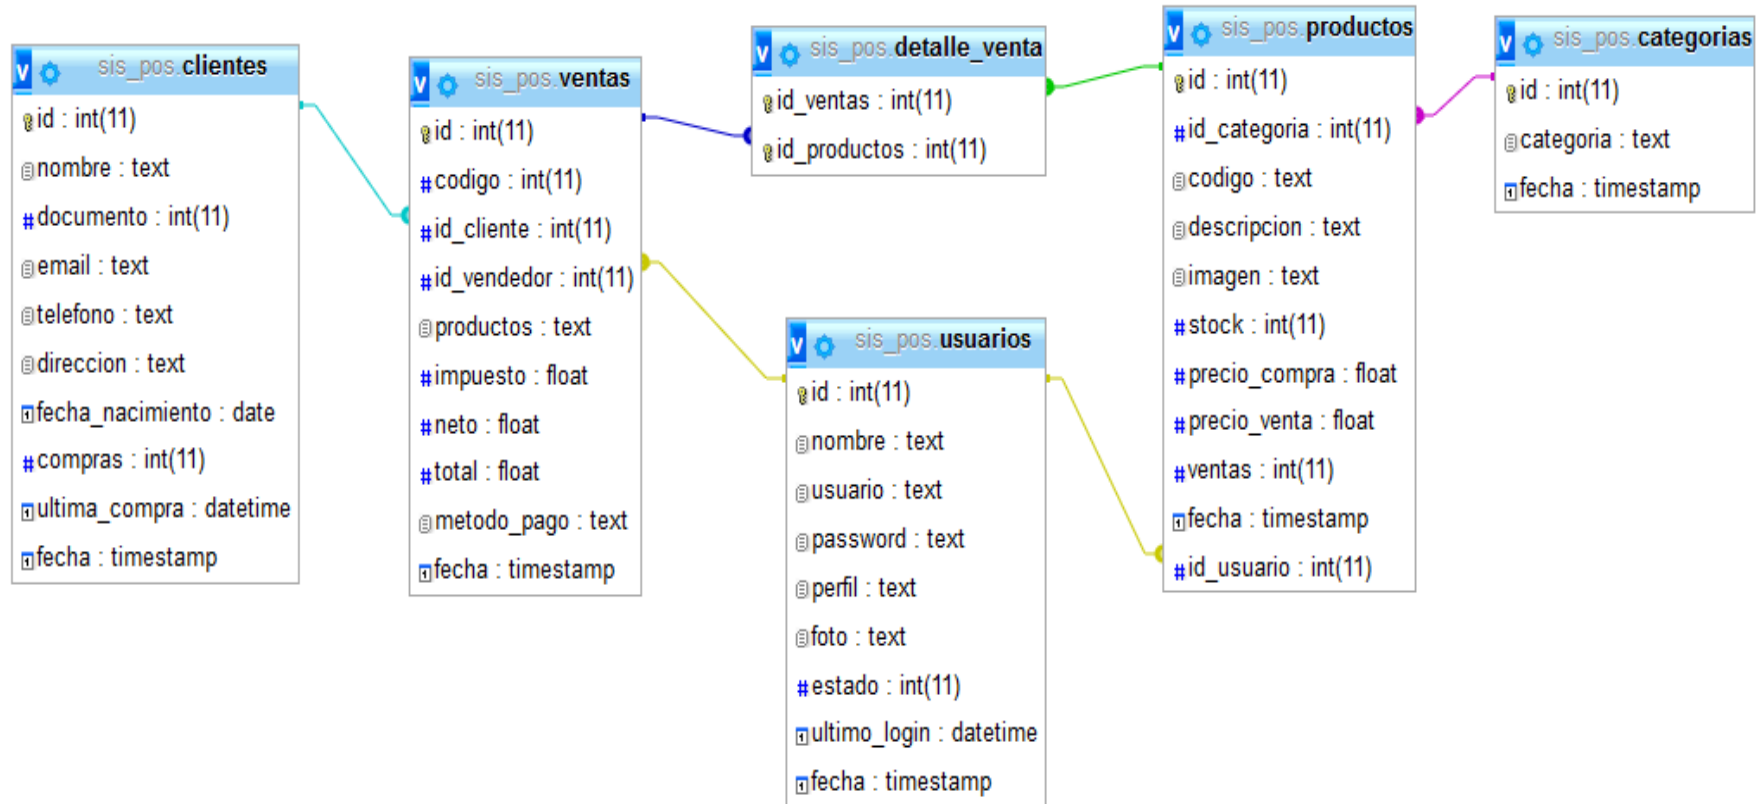 sis_pos.clientes
id : int(11)
nombre : text
documento : int(11)
email : text
telefono : text
direccion : text
fecha_nacimiento : date
compras : int(11)
ultima_compra : datetime
fecha : timestamp
sis_pos.ventas
id : int(11)
codigo : int(11)
id_cliente : int(11)
id_vendedor : int(11)
productos : text
impuesto : float
neto : float
total : float
metodo_pago : text
fecha : timestamp
sis_pos.detalle_venta
id_ventas : int(11)
id_productos : int(11)
sis_pos.usuarios
id : int(11)
nombre : text
usuario : text
password : text
perfil : text
foto : text
estado : int(11)
ultimo_login : datetime
fecha : timestamp
sis_pos.productos
id : int(11)
id_categoria : int(11)
codigo : text
descripcion : text
imagen : text
stock : int(11)
precio_compra : float
precio_venta : float
ventas : int(11)
fecha : timestamp
id_usuario : int(11)
sis_pos.categorias
id : int(11)
categoria : text
fecha : timestamp